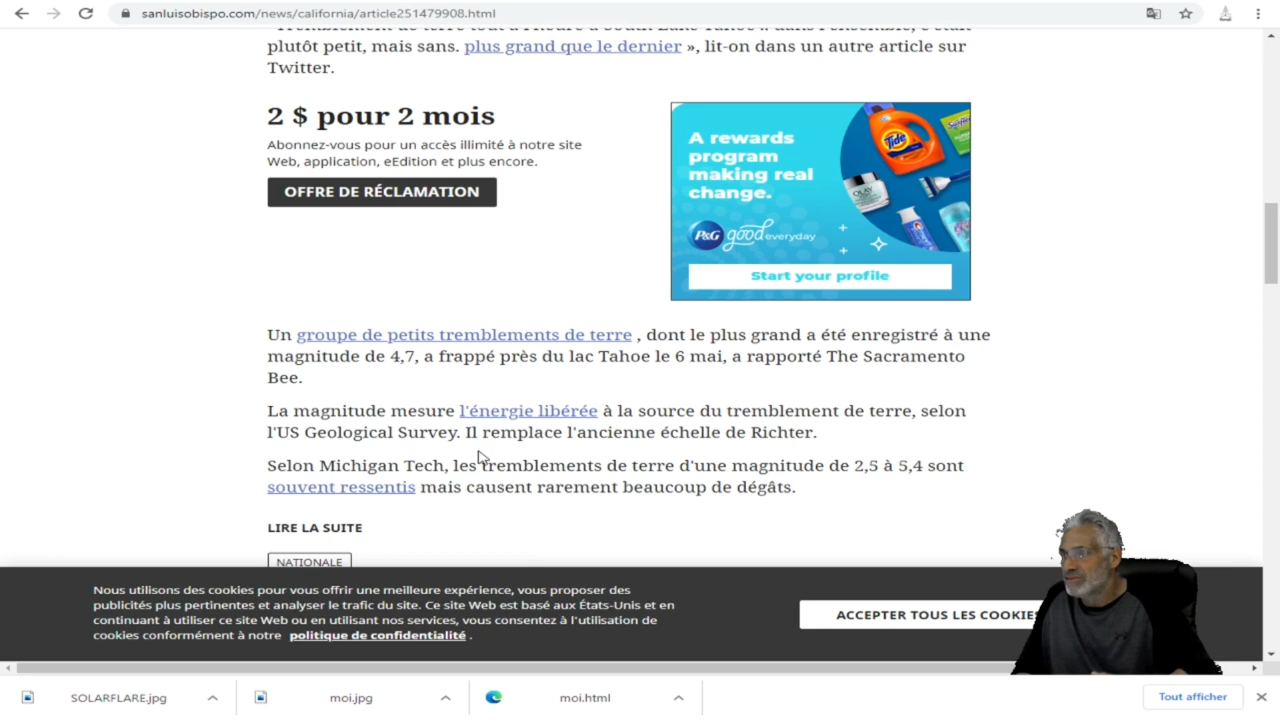 sanluisobispo.com/news/california/article251479908.html
plutôt petit, mais sans. plus grand que le dernier », lit-on dans un autre article sur
Twitter.
2 $ pour 2 mois
Abonnez-vous pour un accès illimité à notre site
Web, application, eEdition et plus encore.
OFFRE DE RÉCLAMATION
A rewards
program
making real
change.
Tide
OLAY
P&G good everyday
Start your profile
Un groupe de petits tremblements de terre , dont le plus grand a été enregistré à une
magnitude de 4,7, a frappé près du lac Tahoe le 6 mai, a rapporté The Sacramento
Bee.
La magnitude mesure l'énergie libérée à la source du tremblement de terre, selon
l'US Geological Survey. Il remplace l'ancienne échelle de Richter.
Selon Michigan Tech, les tremblements de terre d'une magnitude de 2,5 à 5,4 sont
souvent ressentis mais causent rarement beaucoup de dégâts.
LIRE LA SUITE
NATIONALE
Nous utilisons des cookies pour vous offrir une meilleure expérience, vous proposer des
publicités plus pertinentes et analyser le trafic du site. Ce site Web est basé aux États-Unis et en
continuant à utiliser ce site Web ou en utilisant nos services, vous consentez à l'utilisation de
cookies conformément à notre politique de confidentialité .
ACCEPTER TOUS LES COOKIES
SOLARFLARE.jpg
moi.jpg
moi.html
Tout afficher